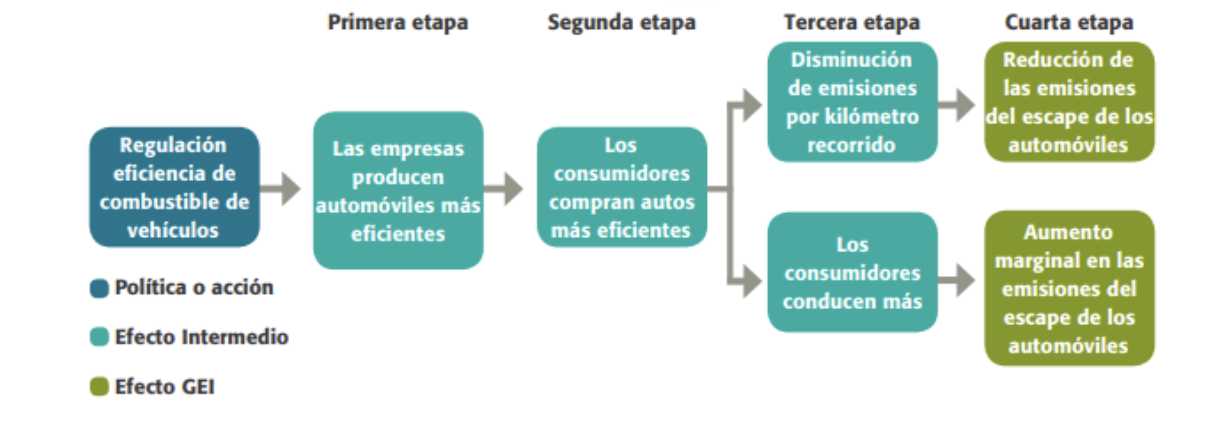 Primera etapa
Segunda etapa
Tercera etapa
Cuarta etapa
Regulación
eficiencia de
combustible de
vehículos
Las empresas
producen
automóviles más
eficientes
Los
consumidores
compran autos
más eficientes
Disminución
de emisiones
por kilómetro
recorrido
Reducción de
las emisiones
del escape de los
automóviles
Los
consumidores
conducen más
Aumento
marginal en las
emisiones del
escape de los
automóviles
Política o acción
Efecto Intermedio
Efecto GEI